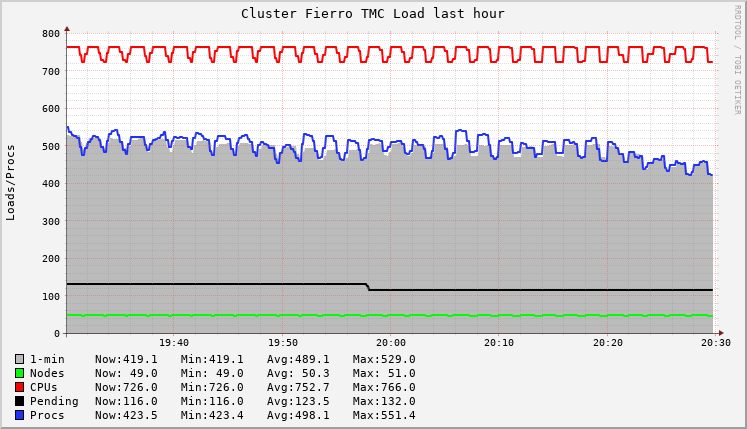 Cluster Fierro TMC Load last hour
RRDTOOL / TOBI OETIKER
Loads/Procs
800
700
600
500
400
300
200
100
0
19:40 19:50 20:00 20:10 20:20 20:30
1-min Now:419.1 Min:419.1 Avg:489.1 Max:529.0
Nodes Now: 49.0 Min: 49.0 Avg: 50.3 Max: 51.0
CPUs Now:726.0 Min:726.0 Avg:752.7 Max:766.0
Pending Now:116.0 Min:116.0 Avg:123.5 Max:132.0
Procs Now:423.5 Min:423.4 Avg:498.1 Max:551.4